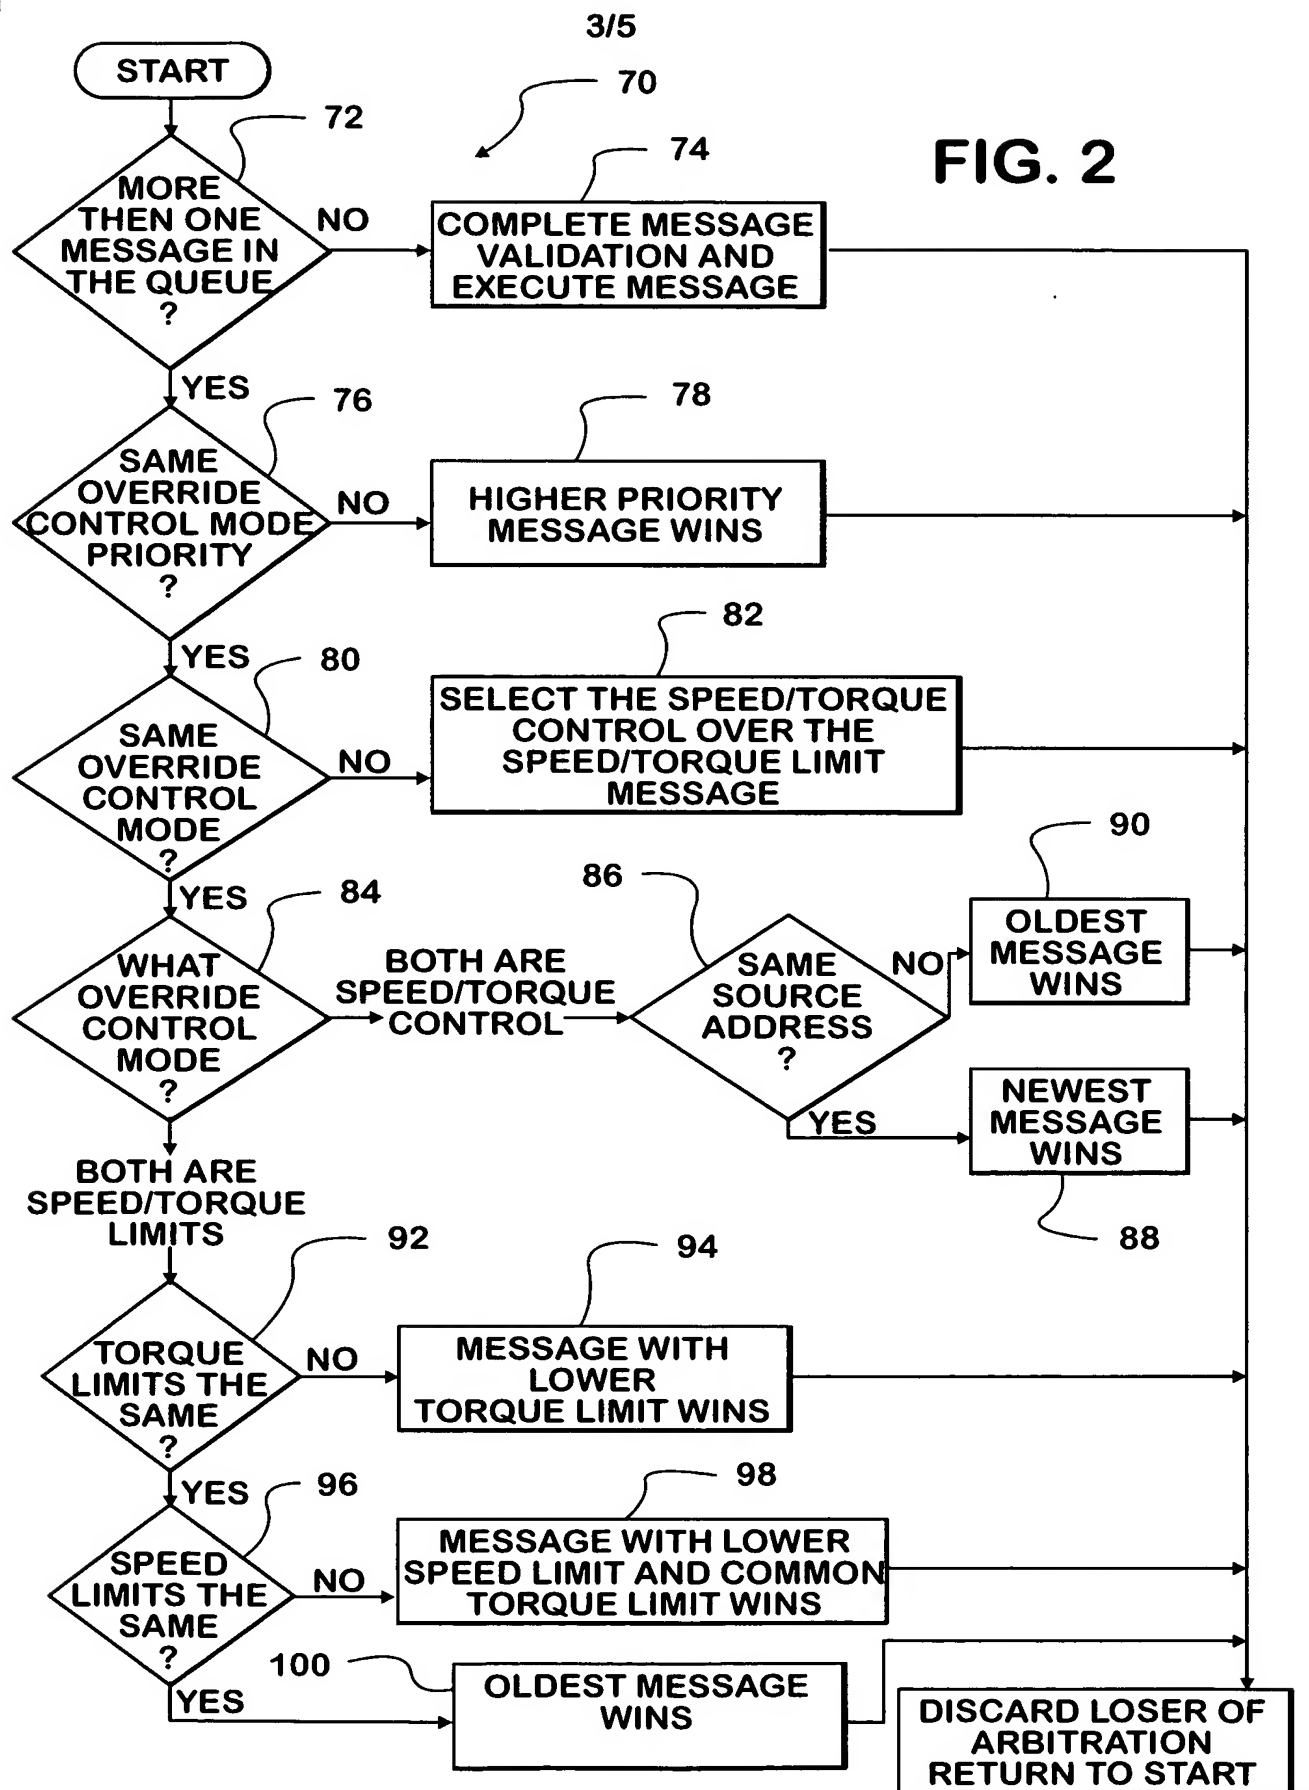 3/5
START
70
72
74
FIG. 2
MORE
THEN ONE
MESSAGE IN
THE QUEUE
?
NO
COMPLETE MESSAGE
VALIDATION AND
EXECUTE MESSAGE
YES
76
78
SAME
OVERRIDE
CONTROL MODE
PRIORITY
?
NO
HIGHER PRIORITY
MESSAGE WINS
YES
80
82
SAME
OVERRIDE
CONTROL
MODE
?
NO
SELECT THE SPEED/TORQUE
CONTROL OVER THE
SPEED/TORQUE LIMIT
MESSAGE
YES
84
86
90
WHAT
OVERRIDE
CONTROL
MODE
?
BOTH ARE
SPEED/TORQUE
CONTROL
SAME
SOURCE
ADDRESS
?
NO
OLDEST
MESSAGE
WINS
YES
NEWEST
MESSAGE
WINS
88
BOTH ARE
SPEED/TORQUE
LIMITS
92
94
TORQUE
LIMITS THE
SAME
?
NO
MESSAGE WITH
LOWER
TORQUE LIMIT WINS
YES
96
98
SPEED
LIMITS THE
SAME
?
NO
MESSAGE WITH LOWER
SPEED LIMIT AND COMMON
TORQUE LIMIT WINS
YES
100
OLDEST MESSAGE
WINS
DISCARD LOSER OF
ARBITRATION
RETURN TO START